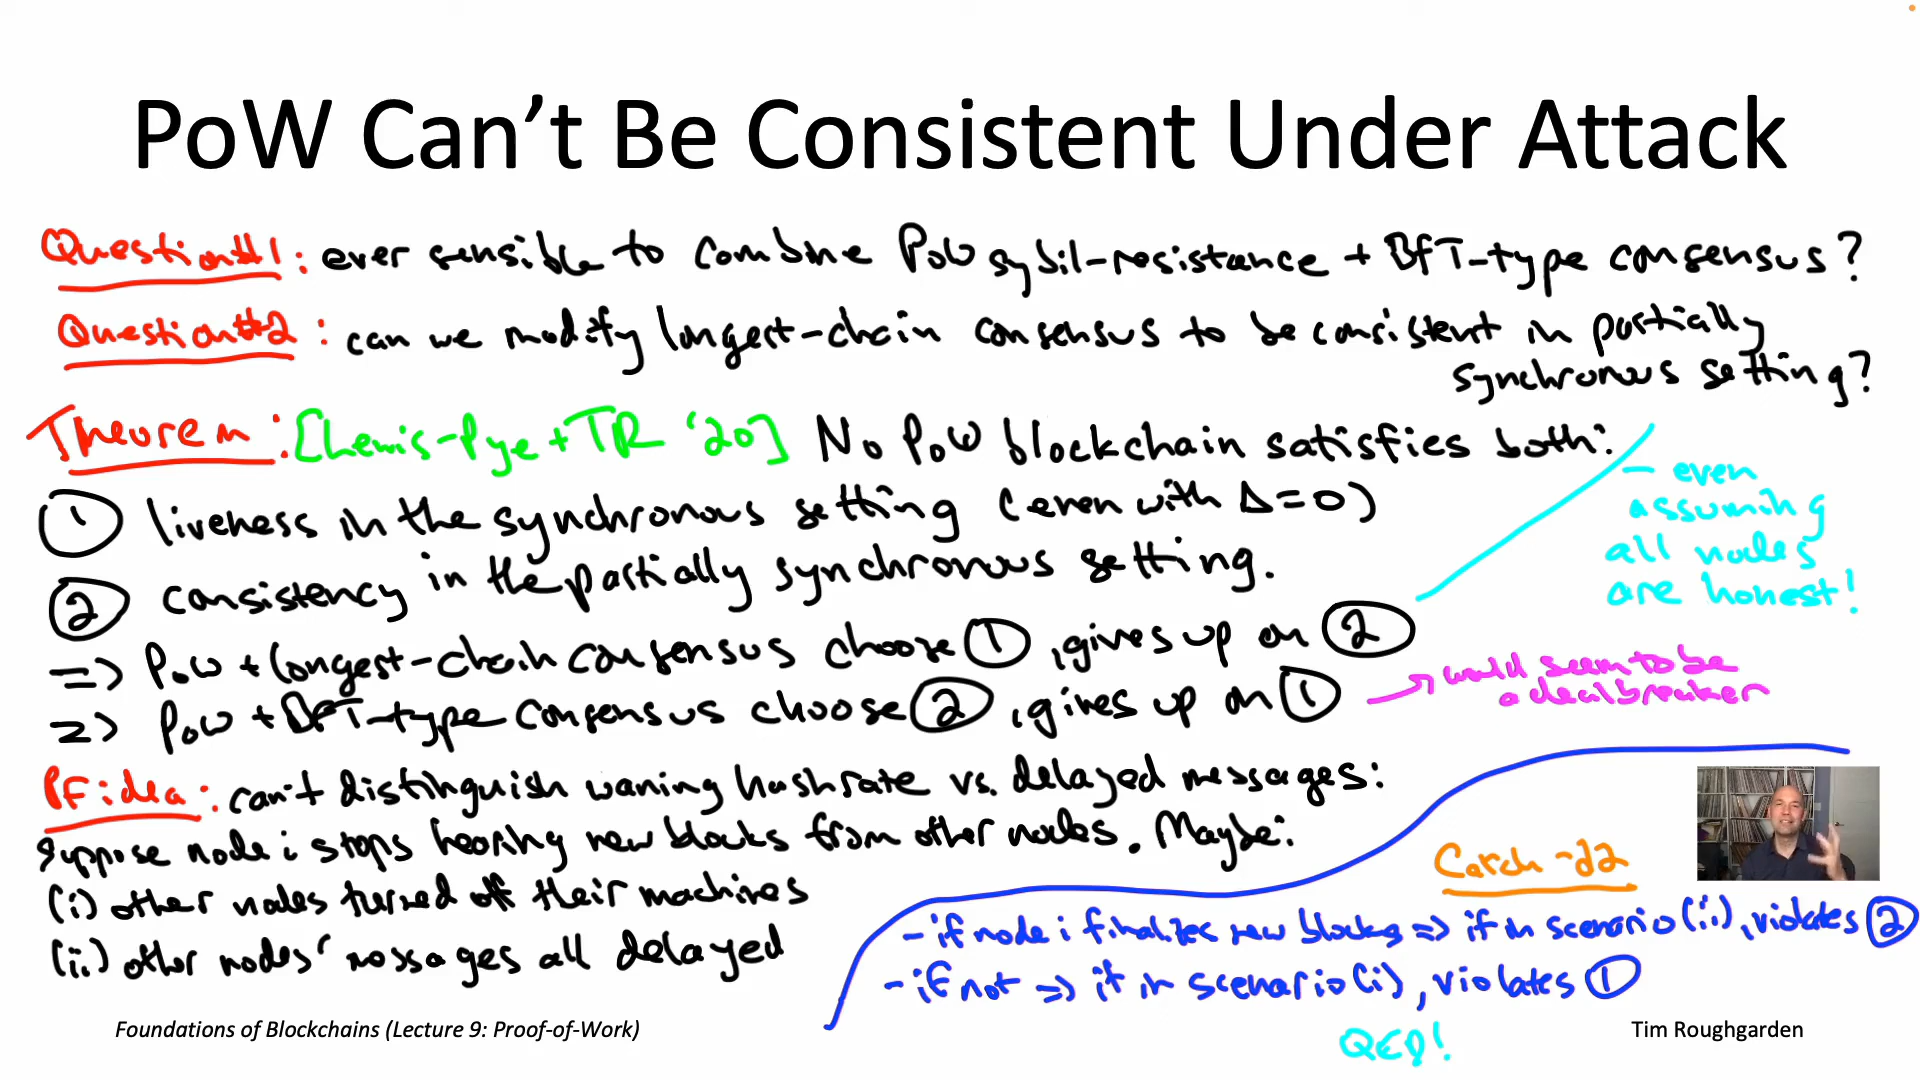 PoW Can't Be Consistent Under Attack
Question #1: ever sensible to combine PoW sybil-resistance + BFT-type consensus?
Question #2: can we modify longest-chain consensus to be consistent in partially
synchronous setting?
Theorem: [Lewis-Pye + TR '20] No PoW blockchain satisfies both:
① liveness in the synchronous setting (even with Δ=0)
② consistency in the partially synchronous setting.
- even
assuming
all nodes
are honest!
=> PoW + longest-chain consensus choose ①, gives up on ②
=> PoW + BFT-type consensus choose ②, gives up on ①
→ would seem to be
a dealbreaker
Pf idea: can't distinguish waning hashrate vs. delayed messages:
suppose node i stops hearing new blocks from other nodes. Maybe:
(i) other nodes turned off their machines
(ii) other nodes' messages all delayed
Catch-22
- if node i finalizes new blocks => if in scenario (ii), violates ②
- if not => if in scenario (i), violates ①
QED!
Foundations of Blockchains (Lecture 9: Proof-of-Work)
Tim Roughgarden